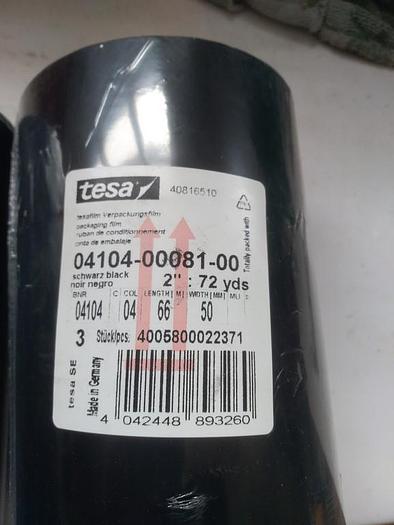 tesa
40816510
tesafilm Verpackungsfilm
packaging film
ruban de conditionnement
cinta de embalaje
Totally packed with
04104-00081-00
schwarz black
noir negro
2" : 72 yds
BNR C COL LENGTH [ M ] WIDTH [MM] MU
04104 04 66 50
3 Stück/pcs. 4005800022371
tesa SE
Made in Germany
4 042448 893260